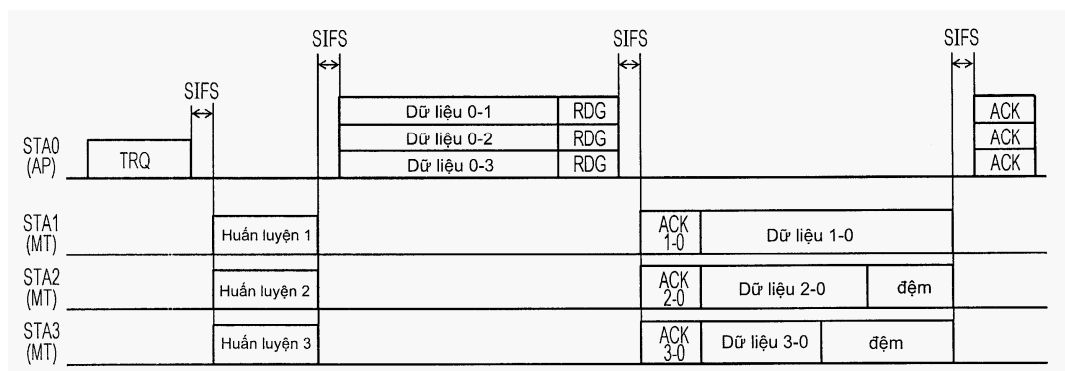 SIFS SIFS SIFS
SIFS
Dữ liệu 0-1 RDG ACK
STA0 TRQ Dữ liệu 0-2 RDG ACK
(AP) Dữ liệu 0-3 RDG ACK
STA1 Huấn luyện 1 ACK Dữ liệu 1-0
(MT) 1-0
STA2 Huấn luyện 2 ACK Dữ liệu 2-0 đệm
(MT) 2-0
STA3 Huấn luyện 3 ACK Dữ liệu 3-0 đệm
(MT) 3-0